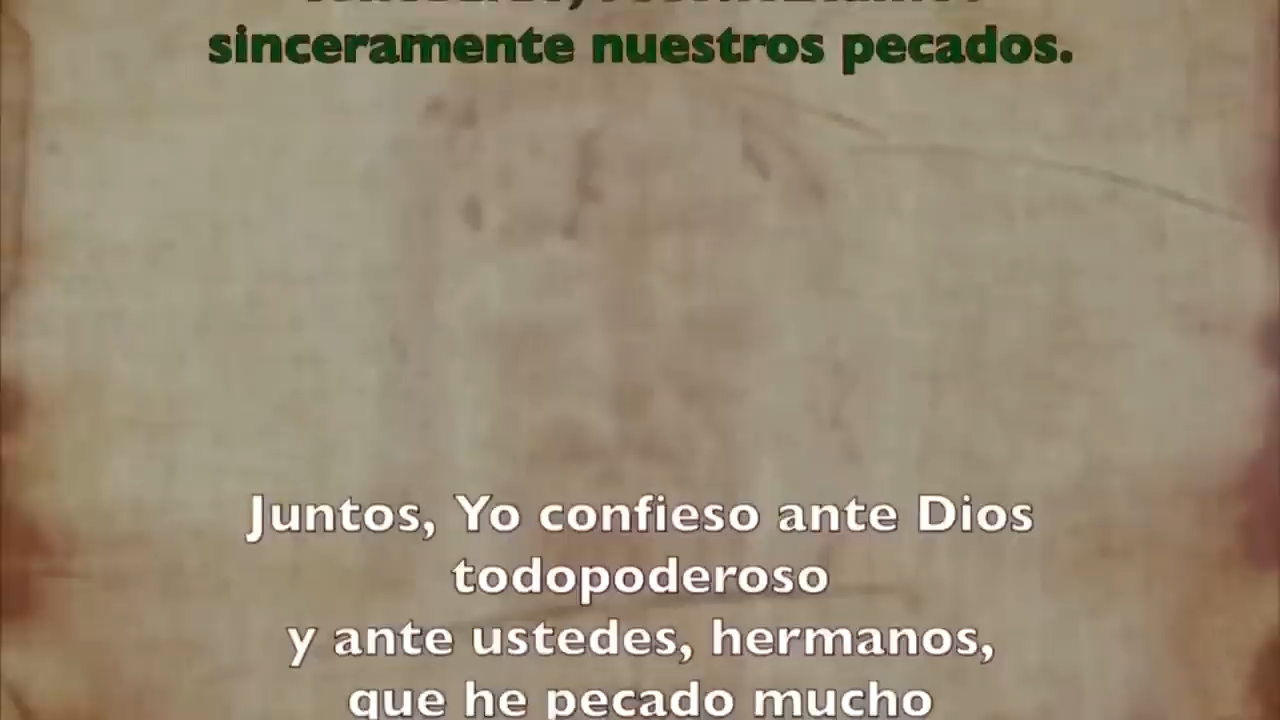 sinceramente nuestros pecados.
Juntos, Yo confieso ante Dios
todopoderoso
y ante ustedes, hermanos,
que he pecado mucho